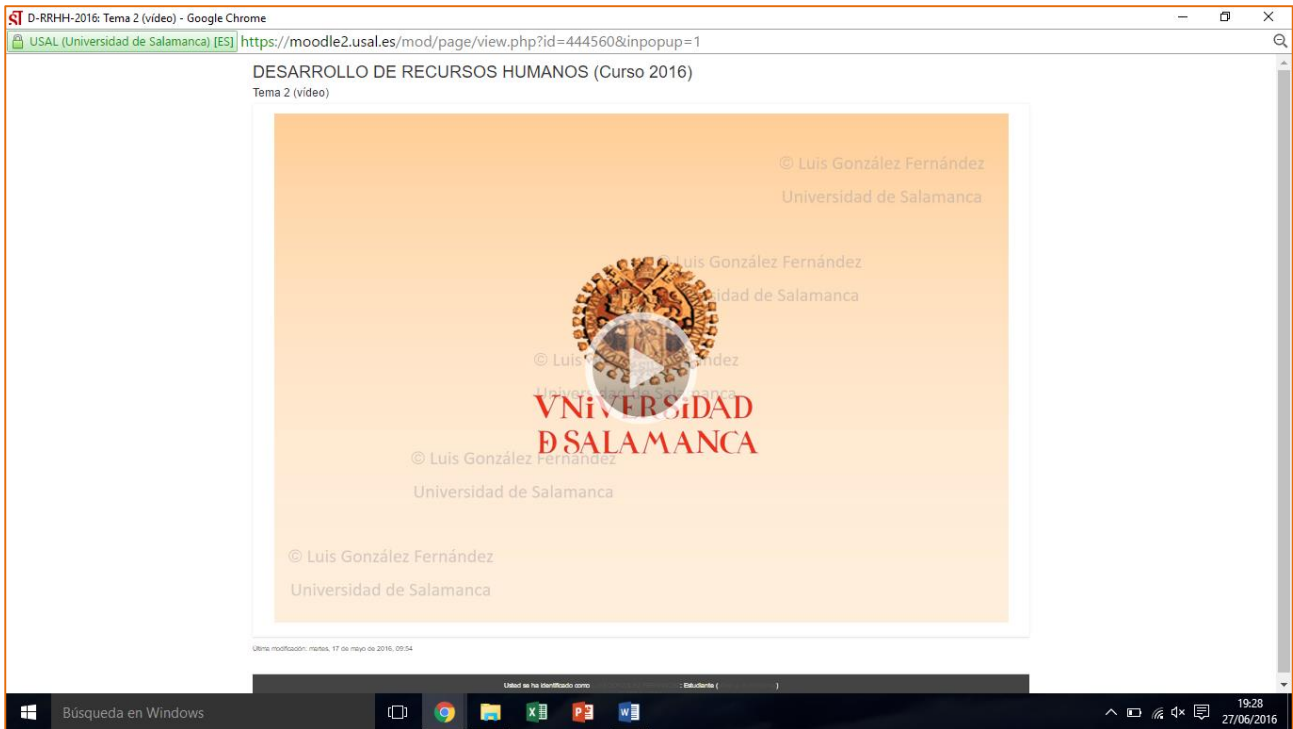 D-RRHH-2016: Tema 2 (vídeo) - Google Chrome
USAL (Universidad de Salamanca) [ES] https://moodle2.usal.es/mod/page/view.php?id=444560&inpopup=1
DESARROLLO DE RECURSOS HUMANOS (Curso 2016)
Tema 2 (vídeo)
© Luis González Fernández
Universidad de Salamanca
Luis González Fernández
idad de Salamanca
© Luis ndez
Univers
VNiVERSiDAD
D SALAMANCA
© Luis González Fernández
Universidad de Salamanca
© Luis González Fernández
Universidad de Salamanca
Última modificación: martes, 17 de mayo de 2016, 09:54
Usted se ha identificado como : Estudiante ( )
Búsqueda en Windows
19:28
27/06/2016